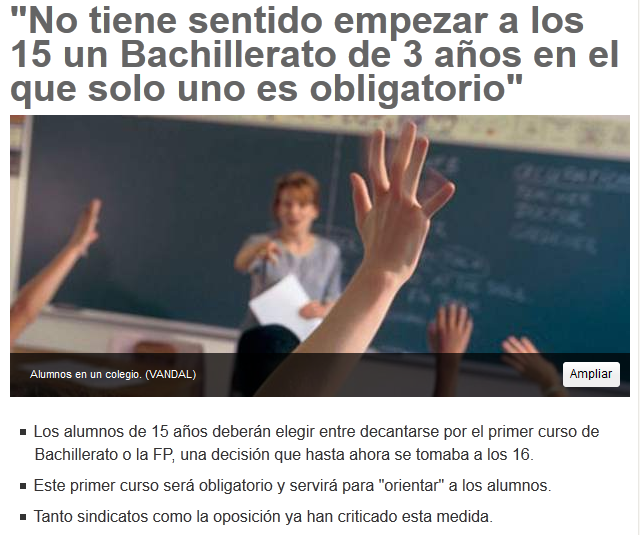 "No tiene sentido empezar a los
15 un Bachillerato de 3 años en el
que solo uno es obligatorio"
Alumnos en un colegio. (VANDAL)
Ampliar
Los alumnos de 15 años deberán elegir entre decantarse por el primer curso de
Bachillerato o la FP, una decisión que hasta ahora se tomaba a los 16.
Este primer curso será obligatorio y servirá para "orientar" a los alumnos.
Tanto sindicatos como la oposición ya han criticado esta medida.